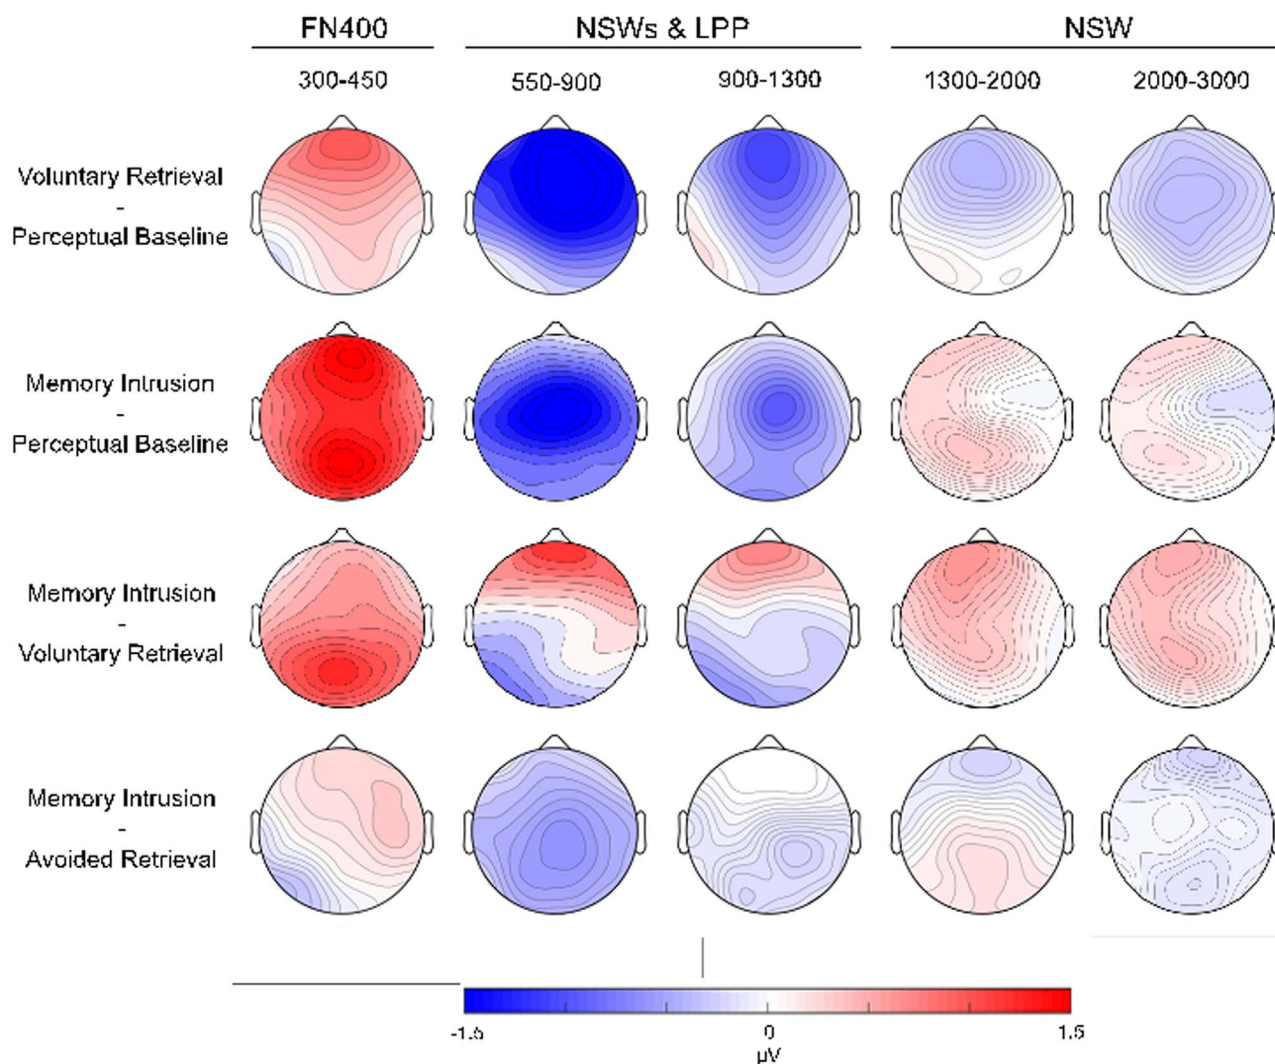 FN400 NSWs & LPP NSW
300-450 550-900 900-1300 1300-2000 2000-3000
Voluntary Retrieval
-
Perceptual Baseline
Memory Intrusion
-
Perceptual Baseline
Memory Intrusion
-
Voluntary Retrieval
Memory Intrusion
-
Avoided Retrieval
-1.5 0 1.5
µV